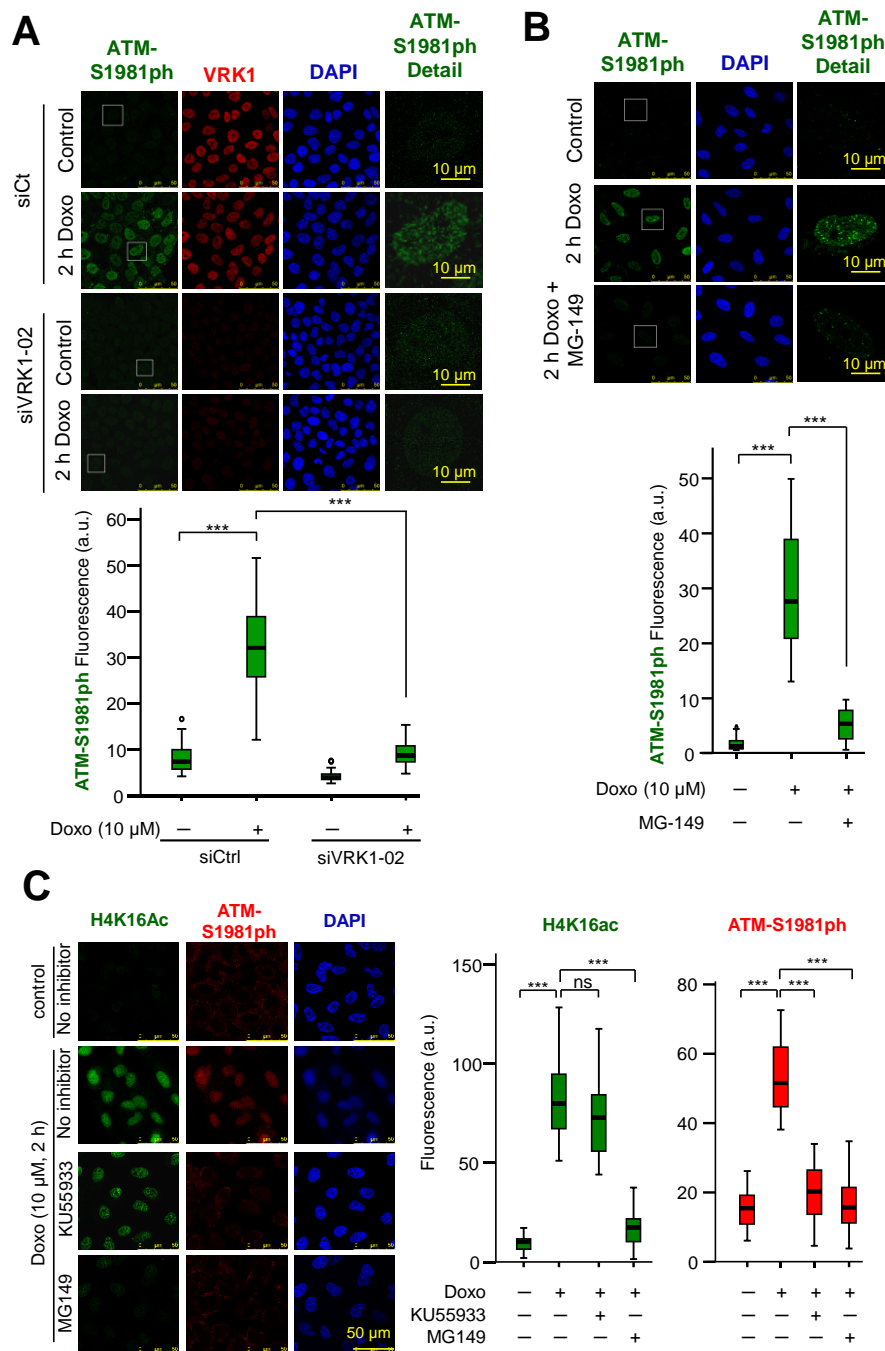 A
ATM-
S1981ph
VRK1
DAPI
ATM-
S1981ph
Detail
siCt
Control
10 µm
2 h Doxo
10 µm
siVRK1-02
Control
10 µm
2 h Doxo
10 µm
ATM-S1981ph Fluorescence (a.u.)
60
50
40
30
20
10
0
***
***
Doxo (10 µM)
— + — +
siCtrl siVRK1-02
B
ATM-
S1981ph
DAPI
ATM-
S1981ph
Detail
Control
10 µm
2 h Doxo
10 µm
2 h Doxo +
MG-149
10 µm
ATM-S1981ph Fluorescence (a.u.)
50
40
30
20
10
0
***
***
Doxo (10 µM) — + +
MG-149 — — +
C
H4K16Ac
ATM-
S1981ph
DAPI
control
No inhibitor
Doxo (10 µM, 2 h)
No inhibitor
KU55933
MG149
50 µm
H4K16ac
Fluorescence (a.u.)
150
100
50
0
***
***
ns
Doxo — + + +
KU55933 — — + —
MG149 — — — +
ATM-S1981ph
80
60
40
20
0
***
***
***
— + + +
— — + —
— — — +